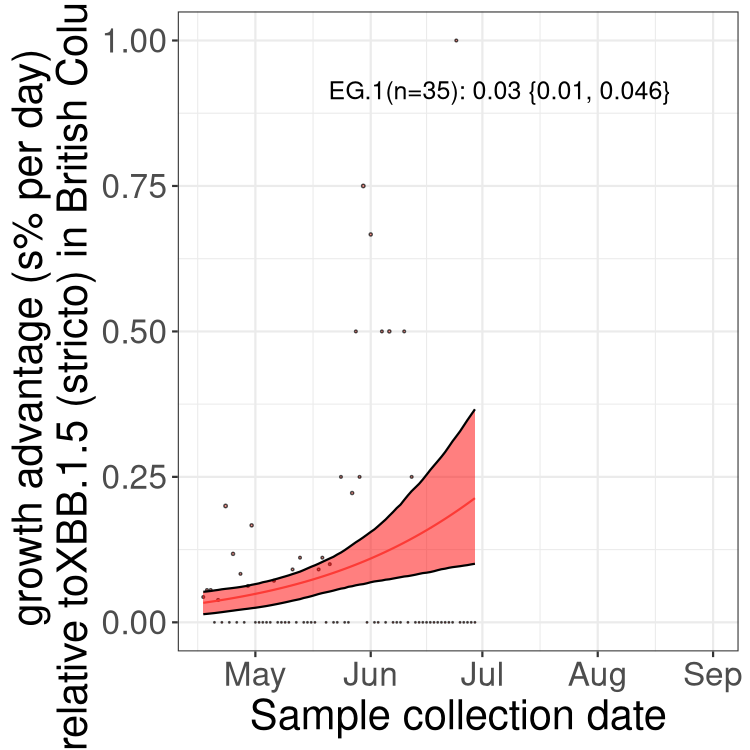 growth advantage (s% per day)
relative toXBB.1.5 (stricto) in British Colu
1.00
0.75
0.50
0.25
0.00
EG.1(n=35): 0.03 {0.01, 0.046}
May
Jun
Jul
Aug
Sep
Sample collection date